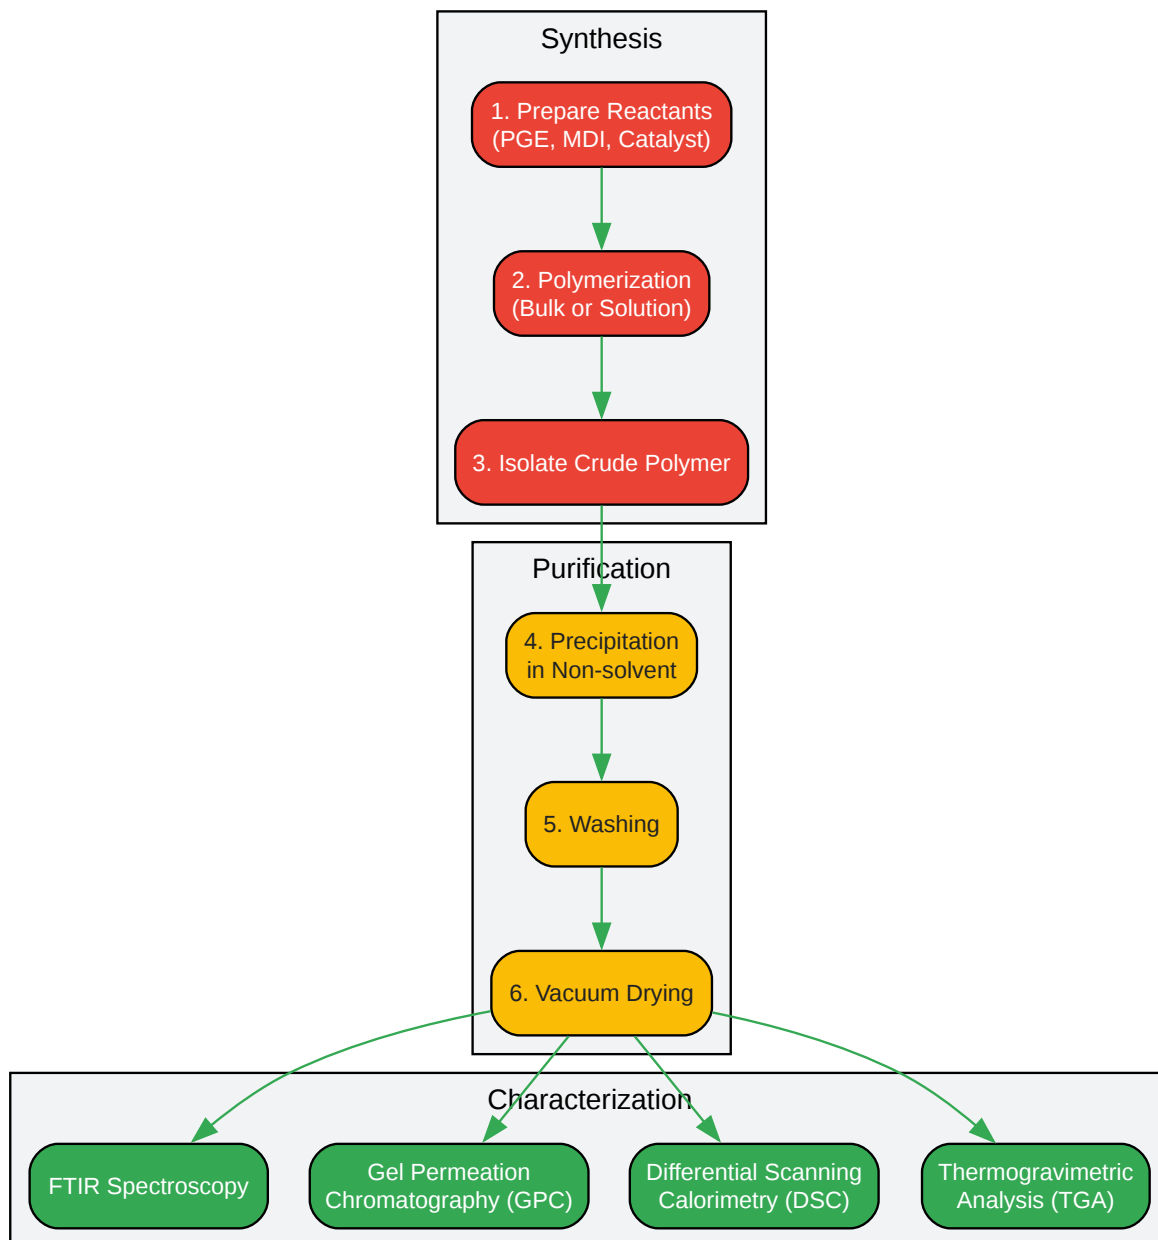 Synthesis
1. Prepare Reactants
(PGE, MDI, Catalyst)
2. Polymerization
(Bulk or Solution)
3. Isolate Crude Polymer
Purification
4. Precipitation
in Non-solvent
5. Washing
6. Vacuum Drying
Characterization
FTIR Spectroscopy
Gel Permeation
Chromatography (GPC)
Differential Scanning
Calorimetry (DSC)
Thermogravimetric
Analysis (TGA)